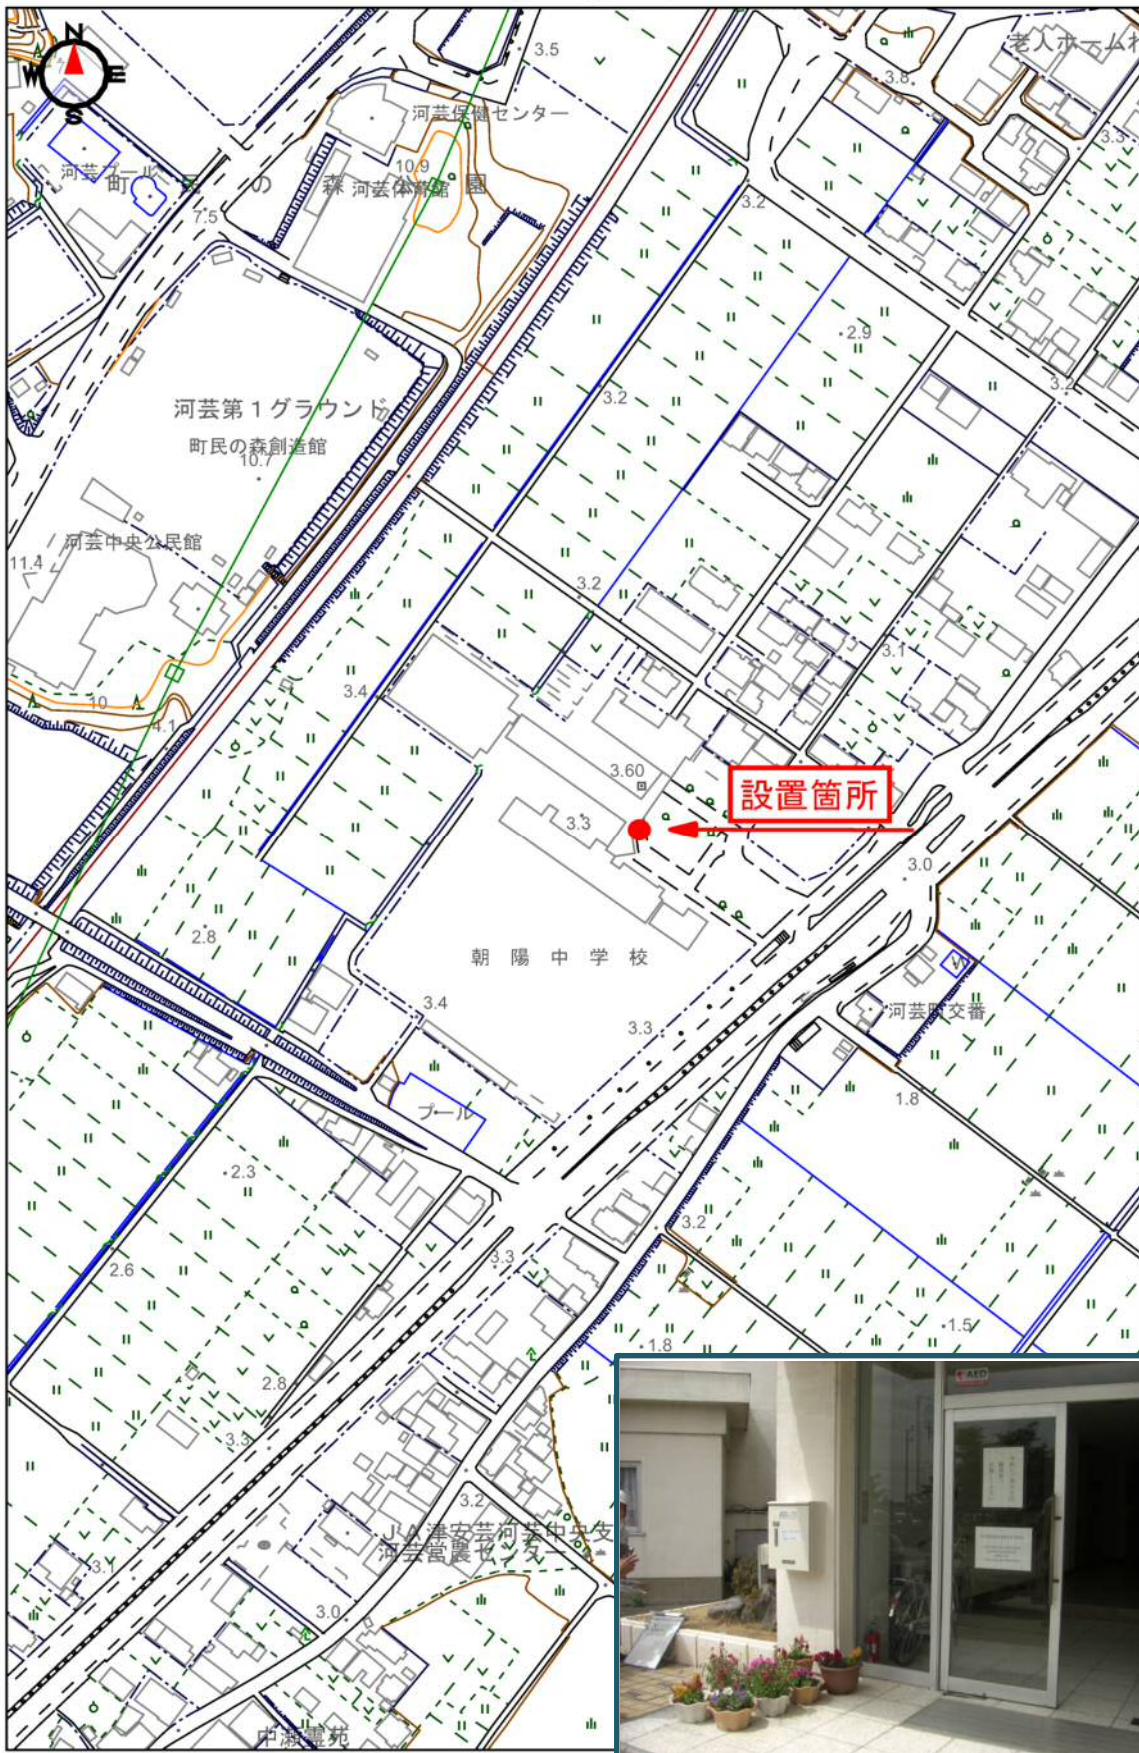 N
W E
S
3.5
老人ホーム
3.8
河芸保健センター
3.3
10.9
河芸プール
町民の森公園
河芸体育館
7.5
3.2
2.9
3.2
3.2
河芸第1グラウンド
町民の森創造館
10.7
河芸中央公民館
11.4
3.2
3.1
3.4
10
4.1
3.60
設置箇所
3.3
3.0
2.8
朝陽中学校
3.4
3.3
W
河芸町交番
プール
1.8
2.3
3.2
3.3
2.6
1.5
1.8
2.8
AED
3.3
3.2
JA津安芸河芸中央支
河芸営農センター
3.1
3.0
中瀬霊苑